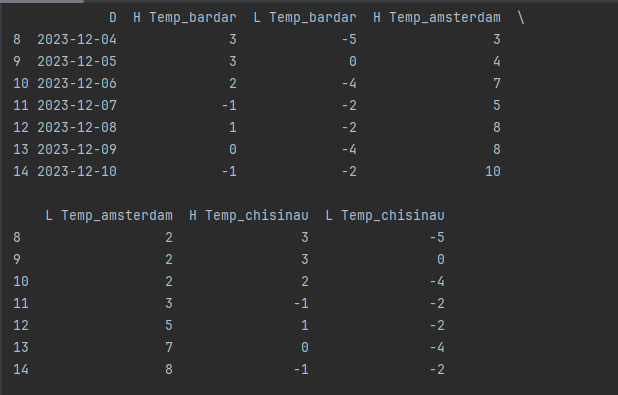 D  H Temp_bardar  L Temp_bardar  H Temp_amsterdam  \
8  2023-12-04              3             -5                 3
9  2023-12-05              3              0                 4
10 2023-12-06              2             -4                 7
11 2023-12-07             -1             -2                 5
12 2023-12-08              1             -2                 8
13 2023-12-09              0             -4                 8
14 2023-12-10             -1             -2                10
    L Temp_amsterdam  H Temp_chisinau  L Temp_chisinau
8                  2                3               -5
9                  2                3                0
10                 2                2               -4
11                 3               -1               -2
12                 5                1               -2
13                 7                0               -4
14                 8               -1               -2